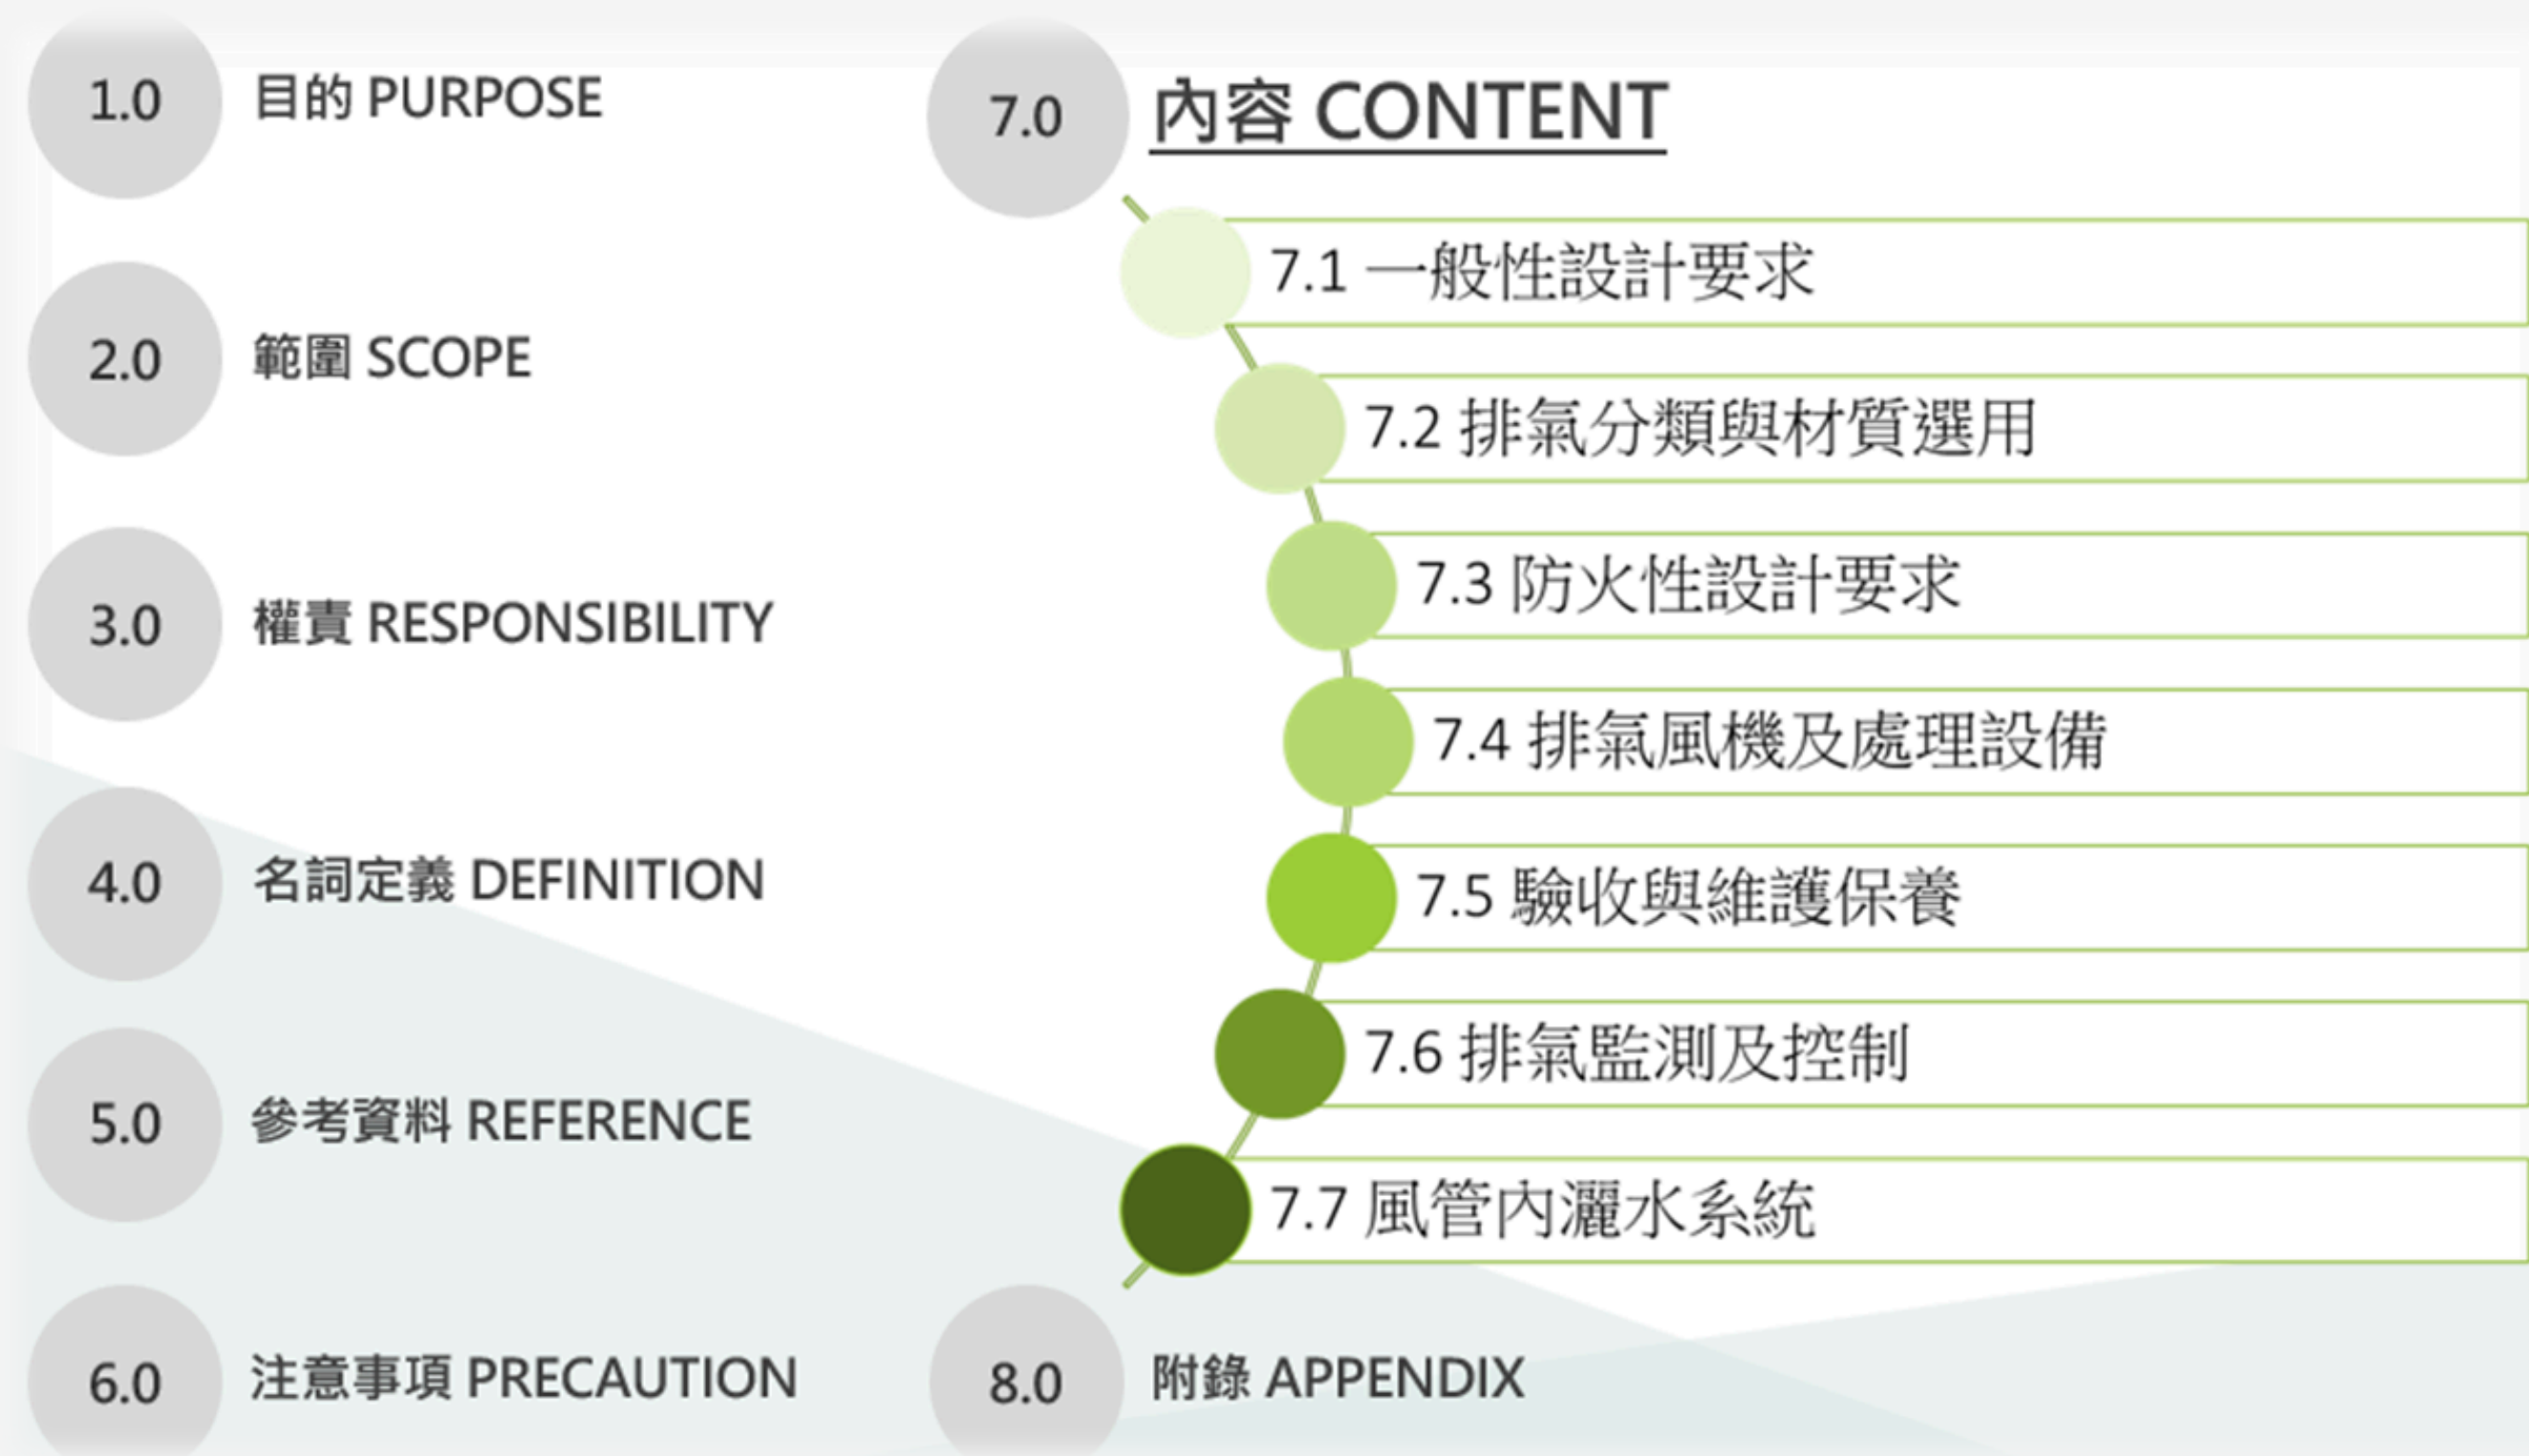 1.0 目的 PURPOSE
2.0 範圍 SCOPE
3.0 權責 RESPONSIBILITY
4.0 名詞定義 DEFINITION
5.0 參考資料 REFERENCE
6.0 注意事項 PRECAUTION
7.0 內容 CONTENT
7.1 一般性設計要求
7.2 排氣分類與材質選用
7.3 防火性設計要求
7.4 排氣風機及處理設備
7.5 驗收與維護保養
7.6 排氣監測及控制
7.7 風管內灑水系統
8.0 附錄 APPENDIX